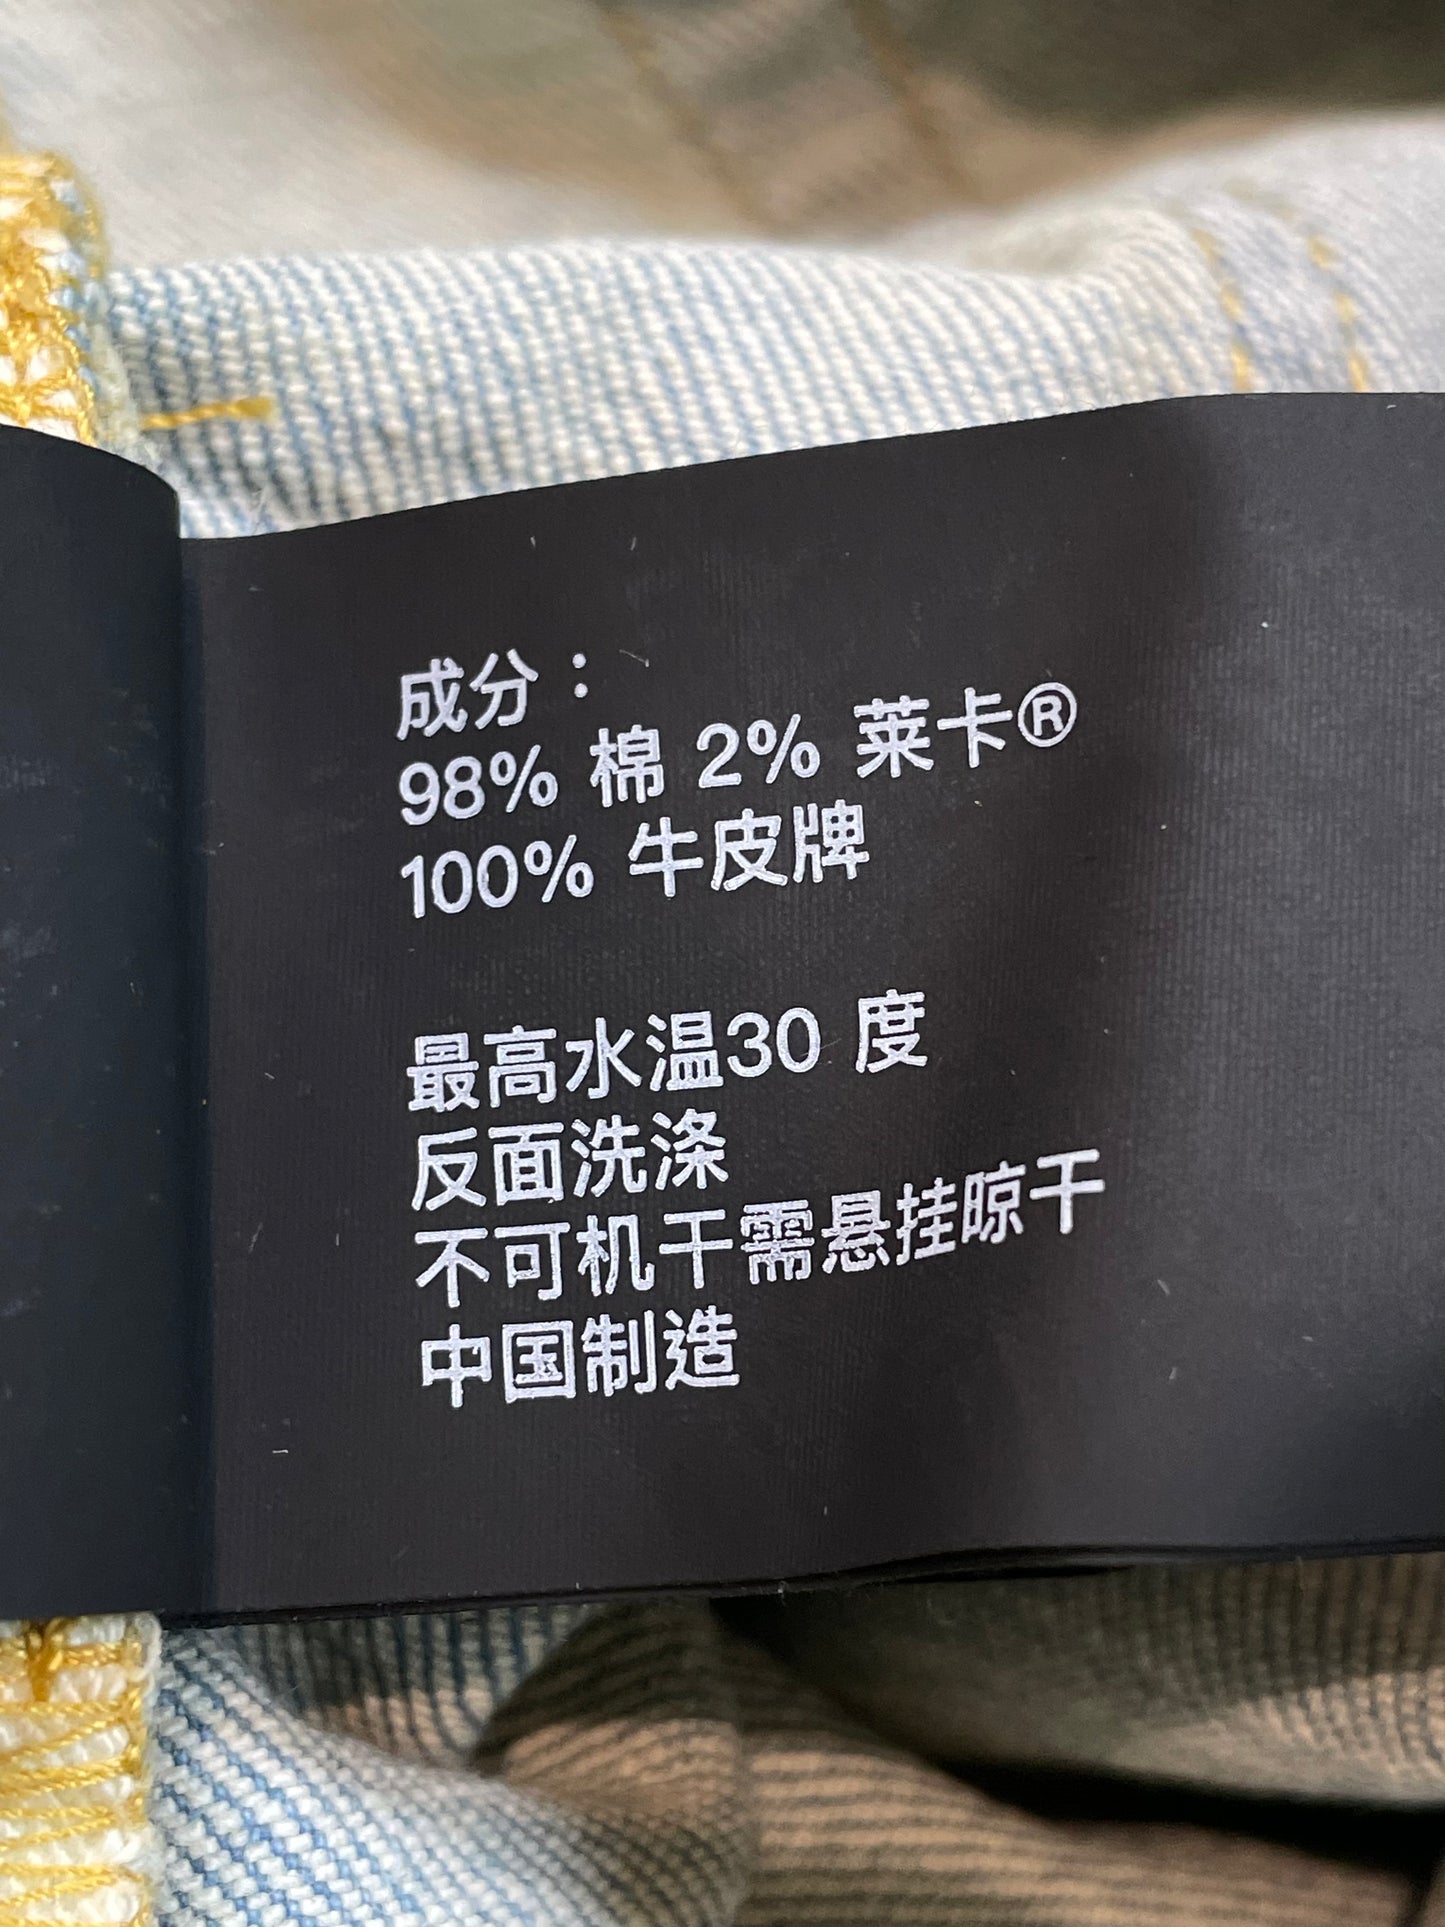 成分：
98% 棉 2% 莱卡®
100% 牛皮牌
最高水温30 度
反面洗涤
不可机干需悬挂晾干
中国制造